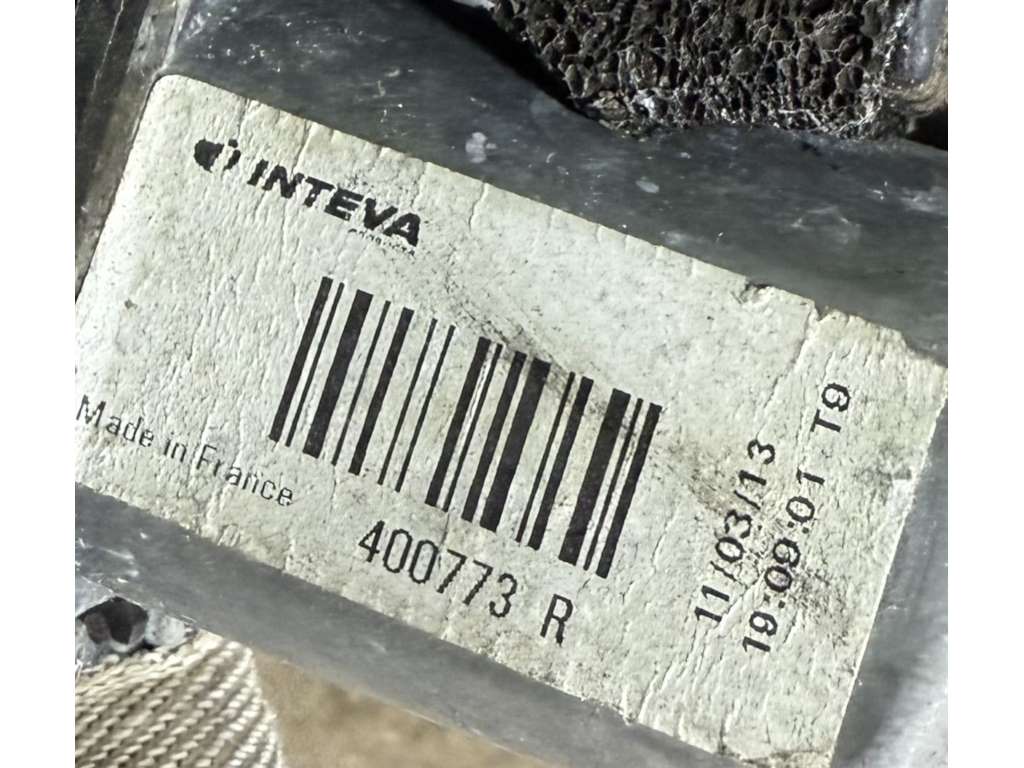 INTEVA
Made in France
400773 R
11/03/13
19:09:01 T9